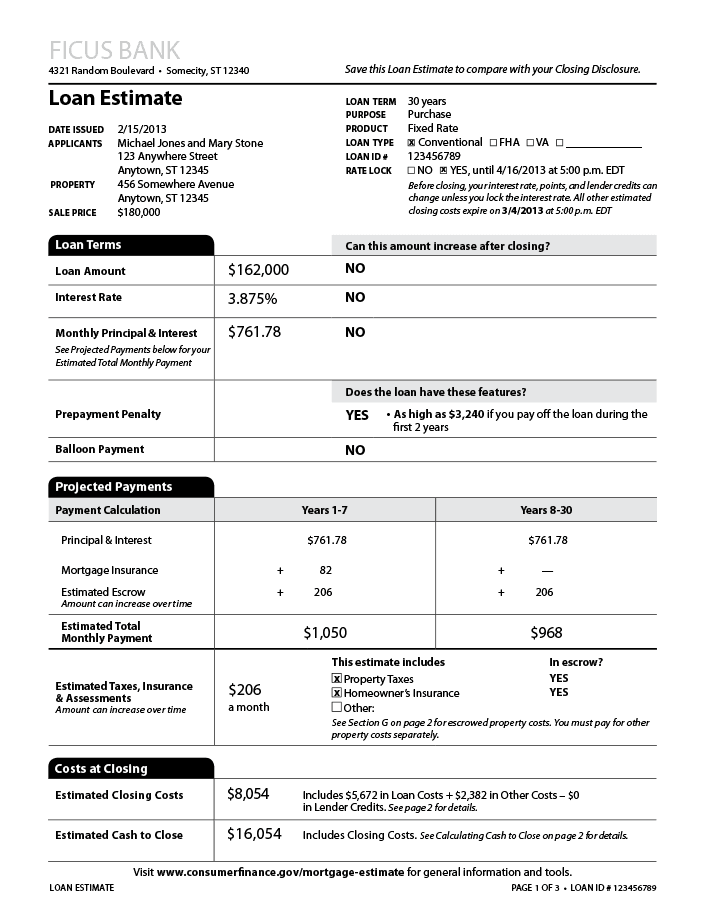 FICUS BANK
4321 Random Boulevard • Somecity, ST 12340
Save this Loan Estimate to compare with your Closing Disclosure.
Loan Estimate
DATE ISSUED 2/15/2013
APPLICANTS Michael Jones and Mary Stone
123 Anywhere Street
Anytown, ST 12345
PROPERTY 456 Somewhere Avenue
Anytown, ST 12345
SALE PRICE $180,000
LOAN TERM 30 years
PURPOSE Purchase
PRODUCT Fixed Rate
LOAN TYPE ☒ Conventional ☐ FHA ☐ VA ☐ _____________
LOAN ID # 123456789
RATE LOCK ☐ NO ☒ YES, until 4/16/2013 at 5:00 p.m. EDT
Before closing, your interest rate, points, and lender credits can
change unless you lock the interest rate. All other estimated
closing costs expire on 3/4/2013 at 5:00 p.m. EDT
Loan Terms Can this amount increase after closing?
Loan Amount $162,000 NO
Interest Rate 3.875% NO
Monthly Principal & Interest $761.78 NO
See Projected Payments below for your
Estimated Total Monthly Payment
Does the loan have these features?
Prepayment Penalty YES • As high as $3,240 if you pay off the loan during the
first 2 years
Balloon Payment NO
Projected Payments
Payment Calculation Years 1-7 Years 8-30
Principal & Interest $761.78 $761.78
Mortgage Insurance + 82 + —
Estimated Escrow + 206 + 206
Amount can increase over time
Estimated Total
Monthly Payment $1,050 $968
Estimated Taxes, Insurance
& Assessments
Amount can increase over time
$206
a month
This estimate includes In escrow?
☒ Property Taxes YES
☒ Homeowner's Insurance YES
☐ Other:
See Section G on page 2 for escrowed property costs. You must pay for other
property costs separately.
Costs at Closing
Estimated Closing Costs $8,054 Includes $5,672 in Loan Costs + $2,382 in Other Costs – $0
in Lender Credits. See page 2 for details.
Estimated Cash to Close $16,054 Includes Closing Costs. See Calculating Cash to Close on page 2 for details.
Visit www.consumerfinance.gov/mortgage-estimate for general information and tools.
LOAN ESTIMATE PAGE 1 OF 3 • LOAN ID # 123456789